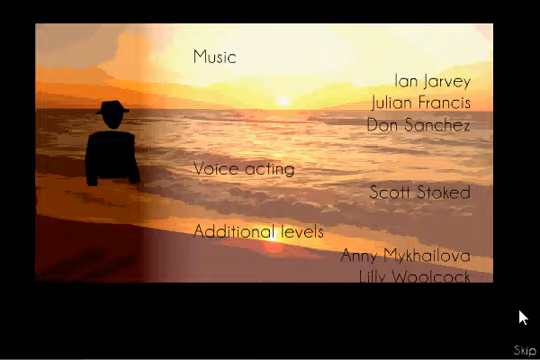 Music
Ian Jarvey
Julian Francis
Don Sanchez
Voice acting
Scott Stoked
Additional levels
Anny Mykhailova
Lilly Woolcock
Skip